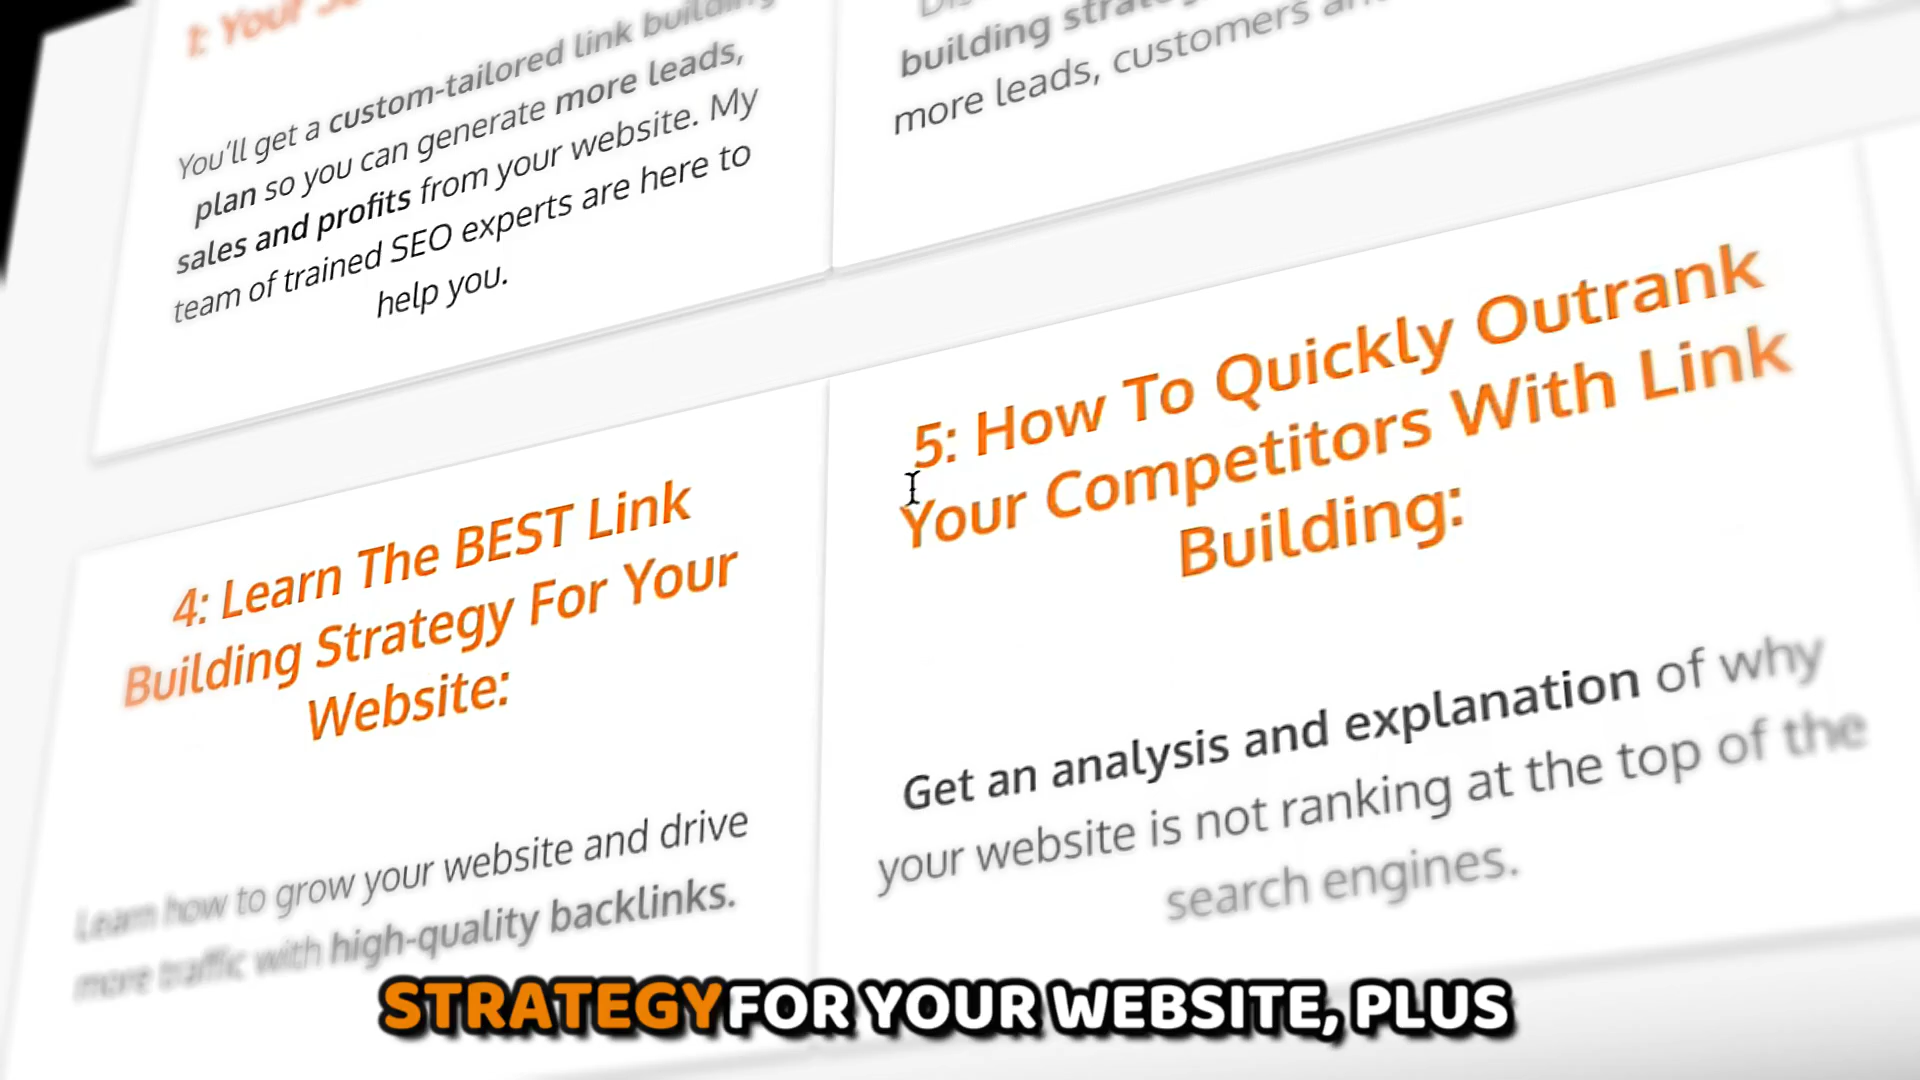 1: Your
You'll get a custom-tailored link building
plan so you can generate more leads,
sales and profits from your website. My
team of trained SEO experts are here to
help you.
building
more leads, customers
4: Learn The BEST Link
Building Strategy For Your
Website:
Learn how to grow your website and drive
more traffic with high-quality backlinks.
5: How To Quickly Outrank
Your Competitors With Link
Building:
Get an analysis and explanation of why
your website is not ranking at the top of the
search engines.
STRATEGY FOR YOUR WEBSITE, PLUS